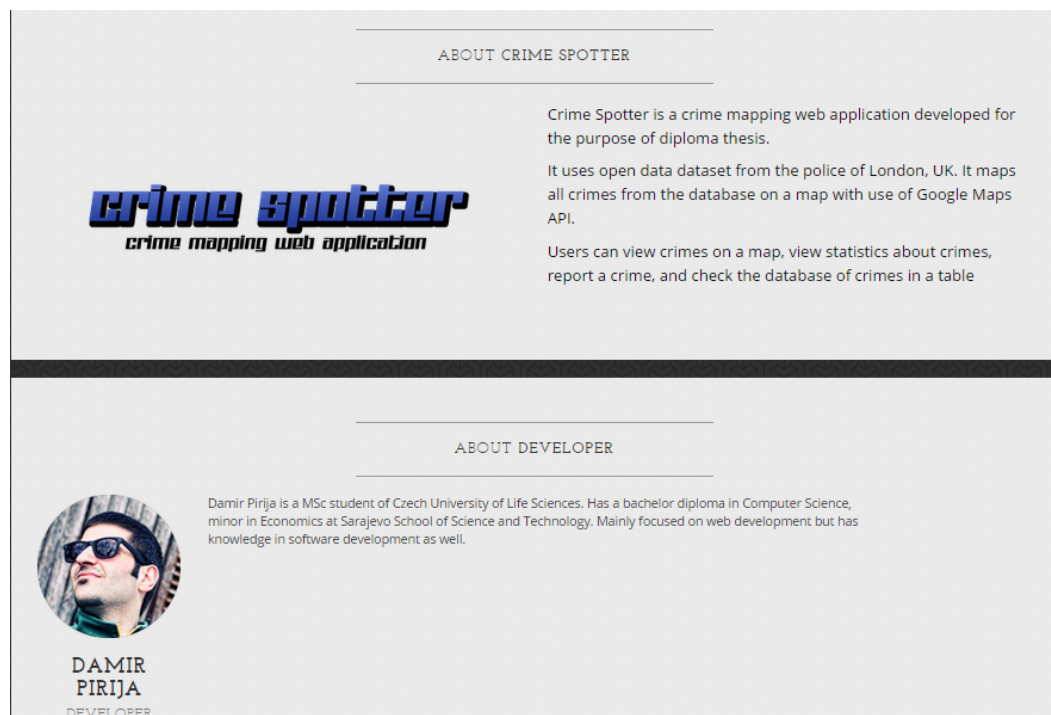 ABOUT CRIME SPOTTER
crime spotter
crime mapping web application
Crime Spotter is a crime mapping web application developed for
the purpose of diploma thesis.
It uses open data dataset from the police of London, UK. It maps
all crimes from the database on a map with use of Google Maps
API.
Users can view crimes on a map, view statistics about crimes,
report a crime, and check the database of crimes in a table
ABOUT DEVELOPER
Damir Pirija is a MSc student of Czech University of Life Sciences. Has a bachelor diploma in Computer Science,
minor in Economics at Sarajevo School of Science and Technology. Mainly focused on web development but has
knowledge in software development as well.
DAMIR
PIRIJA
DEVELOPER